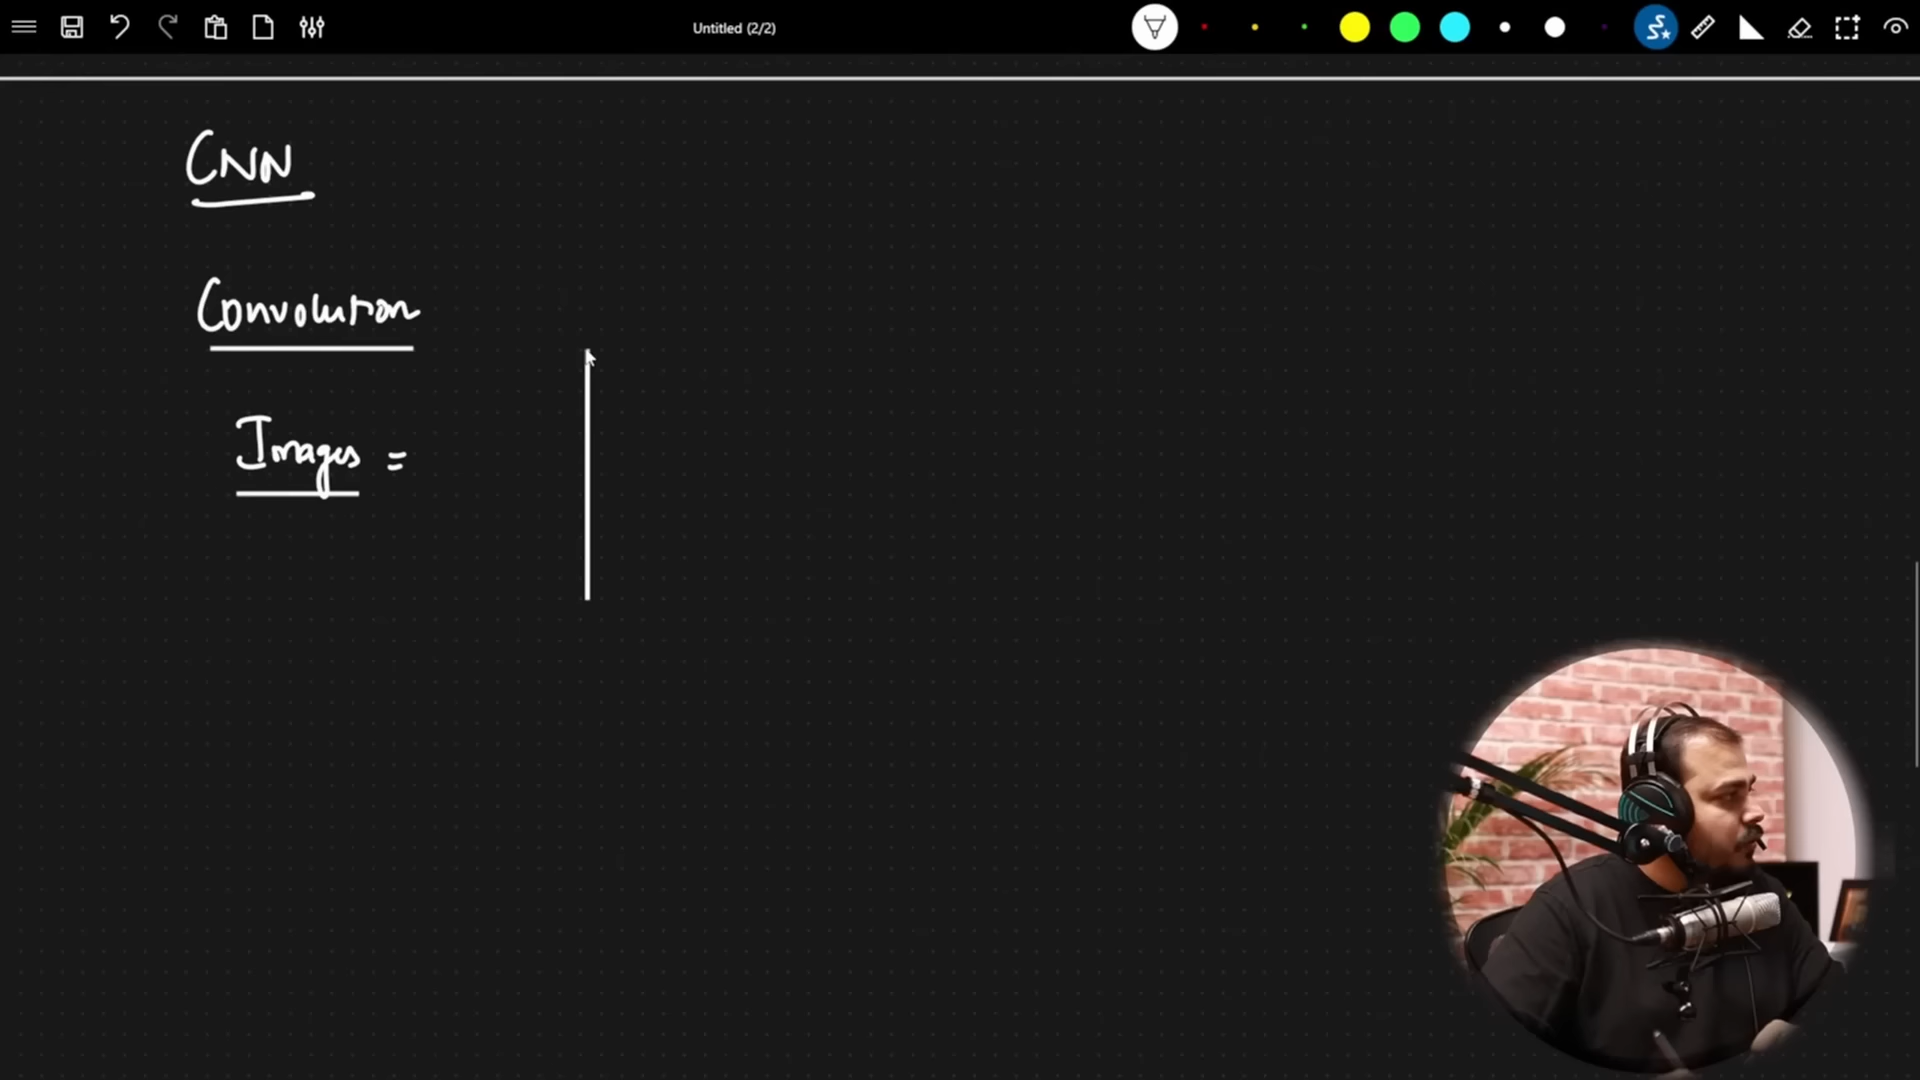 Untitled (2/2)
CNN
Convolution
Images =